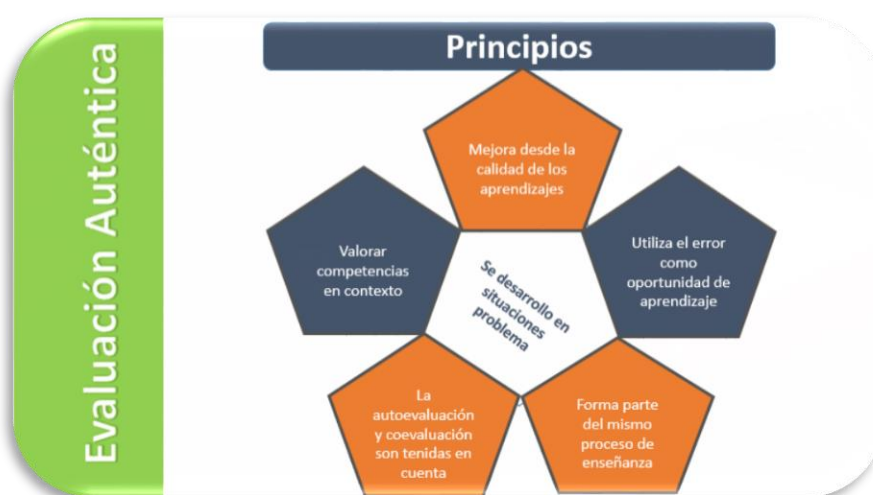 Evaluación Auténtica
Principios
Mejora desde la
calidad de los
aprendizajes
Valorar
competencias
en contexto
Utiliza el error
como
oportunidad de
aprendizaje
Se desarrollo en
situaciones
problema
La
autoevaluación
y coevaluación
son tenidas en
cuenta
Forma parte
del mismo
proceso de
enseñanza